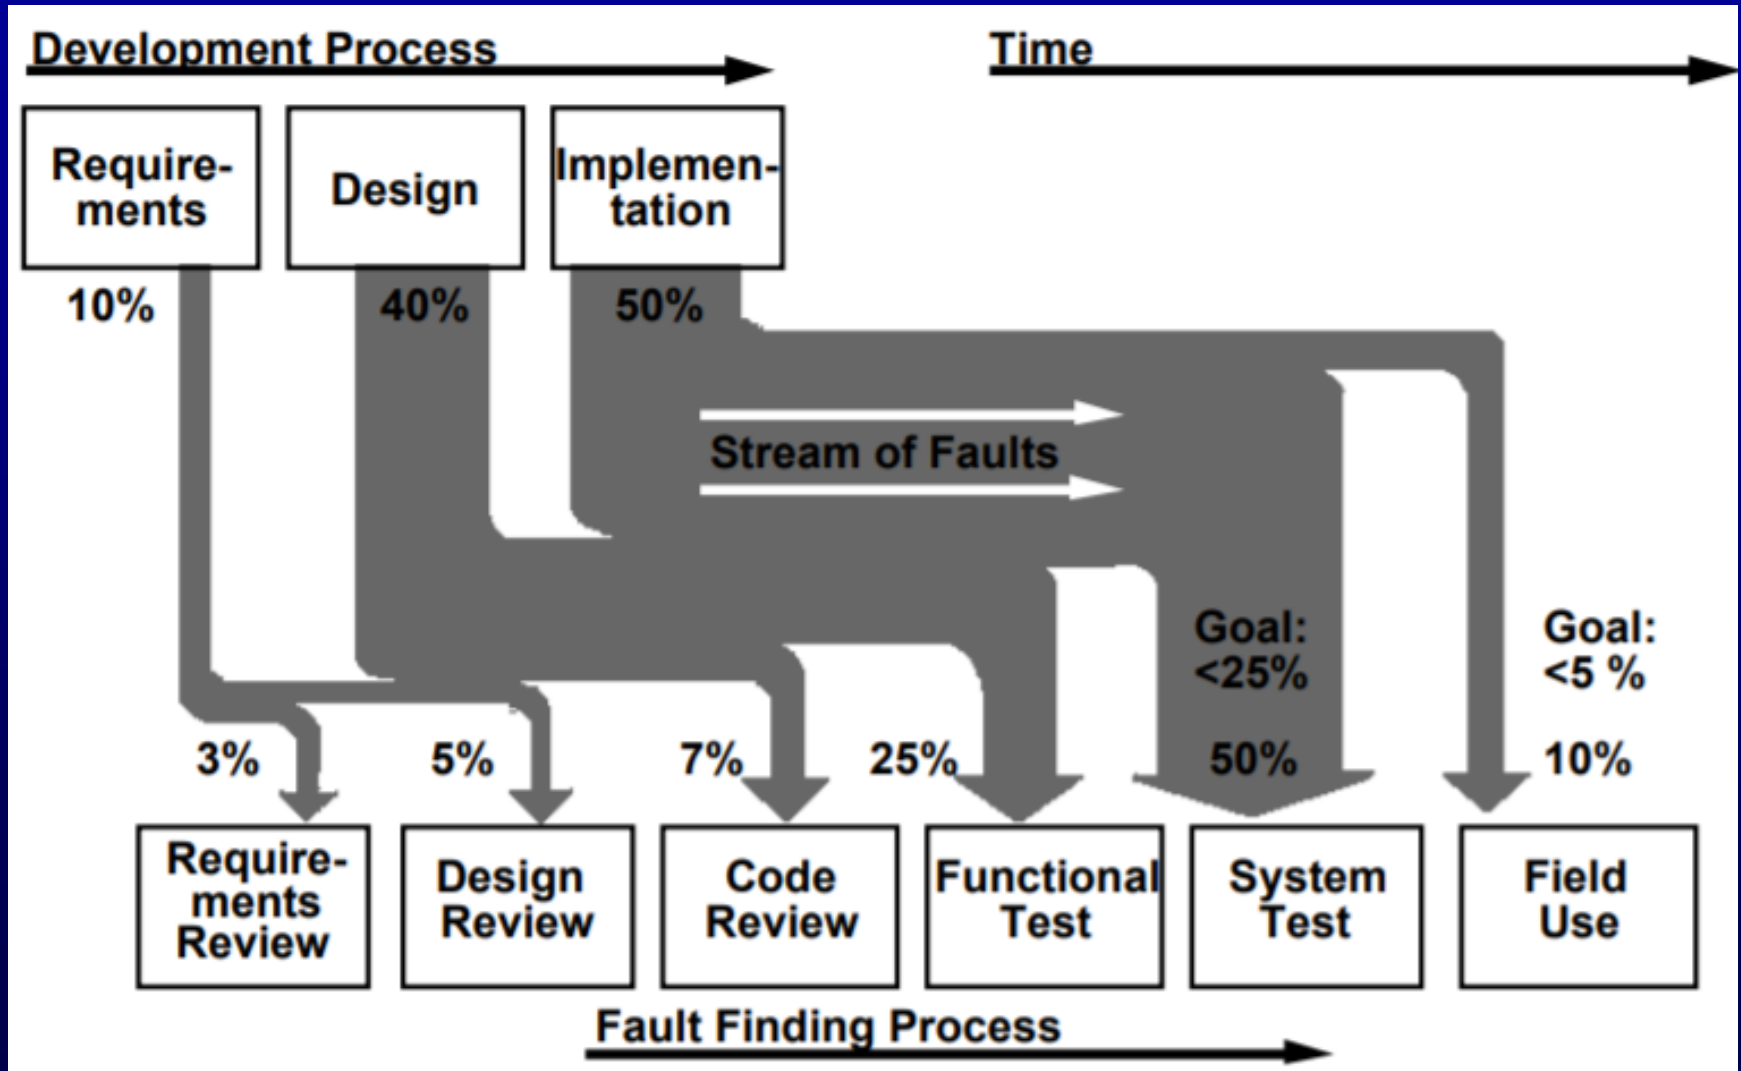 Development Process
Time
Require-
ments
Design
Implemen-
tation
10%
40%
50%
Stream of Faults
Goal:
<25%
Goal:
<5 %
3%
5%
7%
25%
50%
10%
Require-
ments
Review
Design
Review
Code
Review
Functional
Test
System
Test
Field
Use
Fault Finding Process